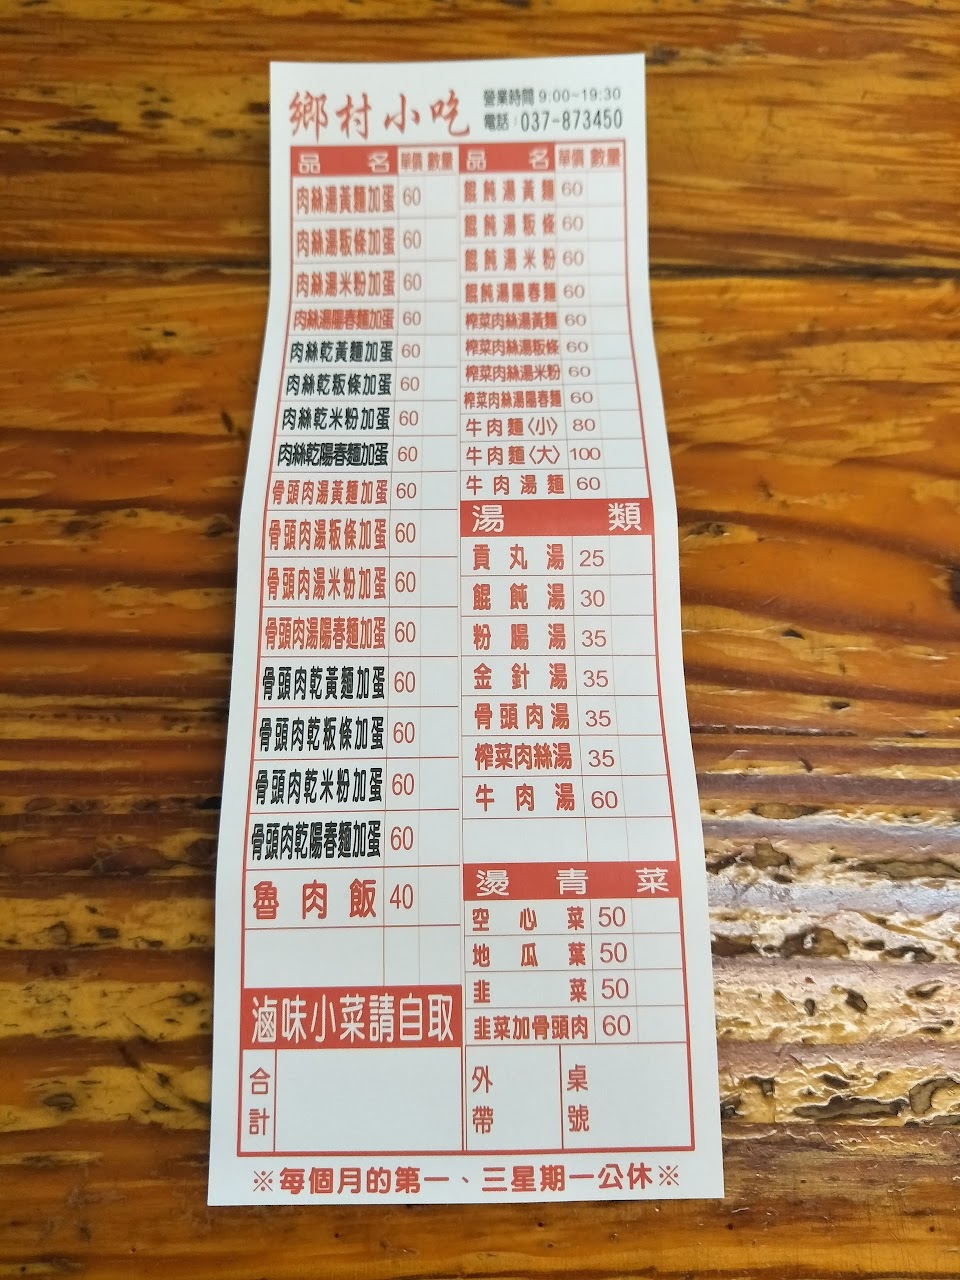 鄉村小吃
營業時間 9:00~19:30
電話:037-873450
品名 單價 數量
肉絲湯黃麵加蛋 60
肉絲湯粄條加蛋 60
肉絲湯米粉加蛋 60
肉絲湯陽春麵加蛋 60
肉絲乾黃麵加蛋 60
肉絲乾粄條加蛋 60
肉絲乾米粉加蛋 60
肉絲乾陽春麵加蛋 60
骨頭肉湯黃麵加蛋 60
骨頭肉湯粄條加蛋 60
骨頭肉湯米粉加蛋 60
骨頭肉湯陽春麵加蛋 60
骨頭肉乾黃麵加蛋 60
骨頭肉乾粄條加蛋 60
骨頭肉乾米粉加蛋 60
骨頭肉乾陽春麵加蛋 60
魯肉飯 40
滷味小菜請自取
合計
品名 單價 數量
餛飩湯黃麵 60
餛飩湯粄條 60
餛飩湯米粉 60
餛飩湯陽春麵 60
榨菜肉絲湯黃麵 60
榨菜肉絲湯粄條 60
榨菜肉絲湯米粉 60
榨菜肉絲湯陽春麵 60
牛肉麵〈小〉 80
牛肉麵〈大〉 100
牛肉湯麵 60
湯類
貢丸湯 25
餛飩湯 30
粉腸湯 35
金針湯 35
骨頭肉湯 35
榨菜肉絲湯 35
牛肉湯 60
燙青菜
空心菜 50
地瓜葉 50
韭菜 50
韭菜加骨頭肉 60
外帶
桌號
※每個月的第一、三星期一公休※